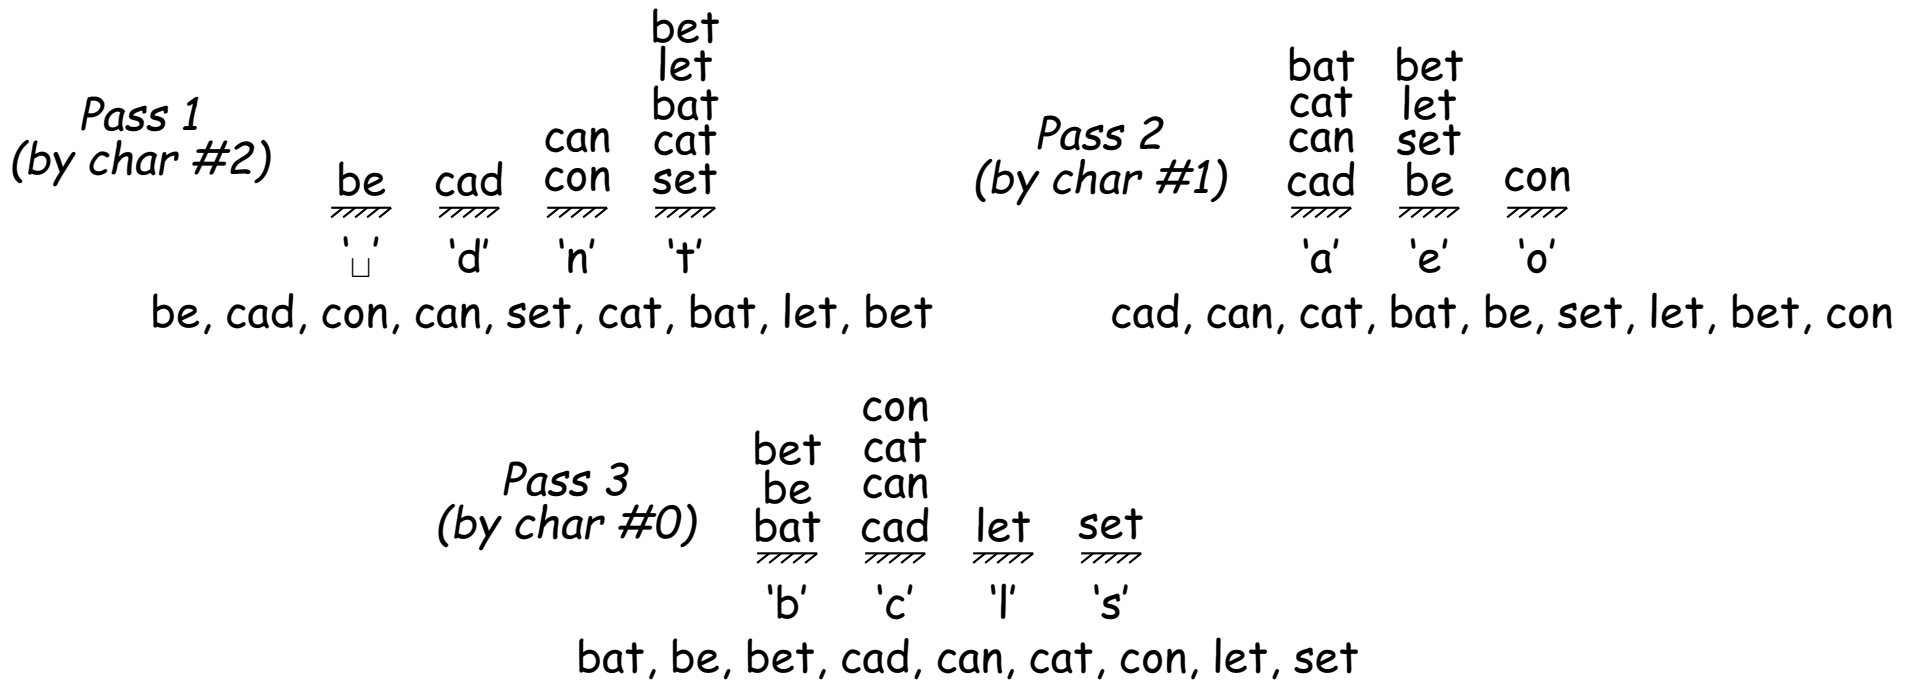 Pass 1
(by char #2)
bet
let
bat
can cat
be cad con set
‘␣’ ‘d’ ‘n’ ‘t’
be, cad, con, can, set, cat, bat, let, bet
Pass 2
(by char #1)
bat bet
cat let
can set
cad be con
‘a’ ‘e’ ‘o’
cad, can, cat, bat, be, set, let, bet, con
Pass 3
(by char #0)
con
bet cat
be can
bat cad let set
‘b’ ‘c’ ‘l’ ‘s’
bat, be, bet, cad, can, cat, con, let, set